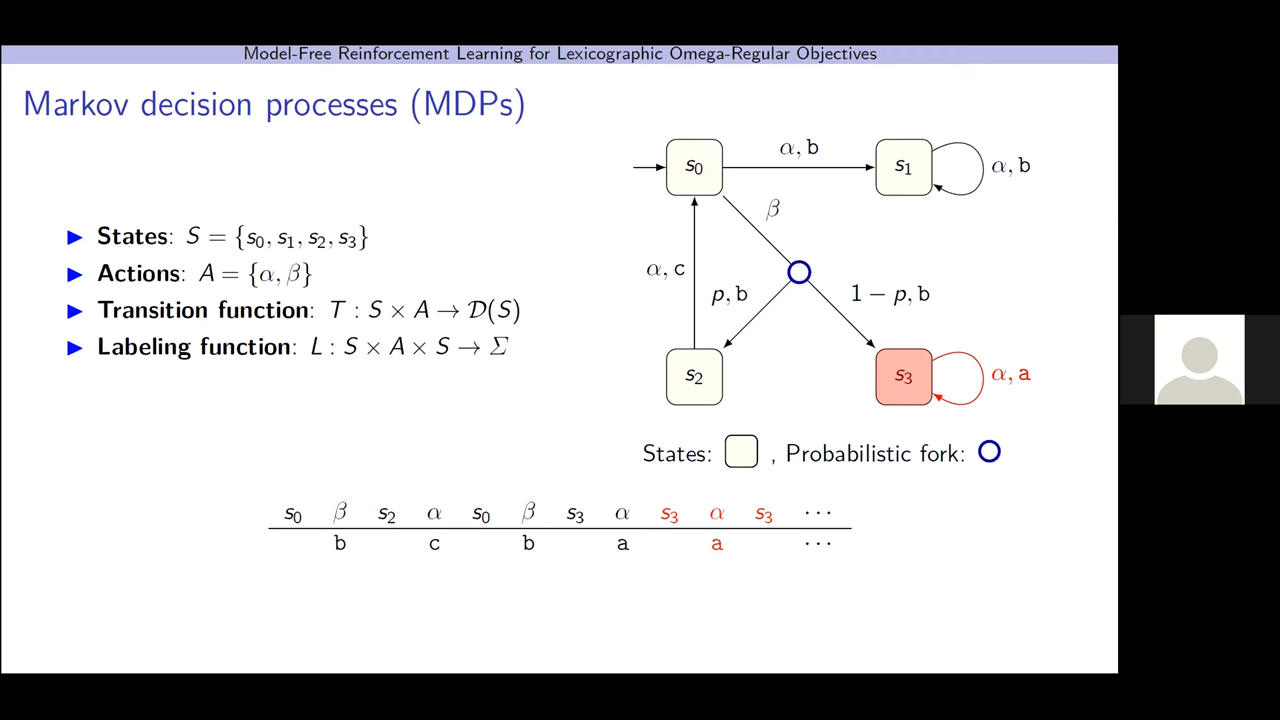 Model-Free Reinforcement Learning for Lexicographic Omega-Regular Objectives
Markov decision processes (MDPs)
▶ States: S = {s₀, s₁, s₂, s₃}
▶ Actions: A = {α, β}
▶ Transition function: T : S × A → 𝒟(S)
▶ Labeling function: L : S × A × S → Σ
s₀
α, b
s₁
α, b
β
α, c
p, b
1 − p, b
s₂
s₃
α, a
States: , Probabilistic fork:
s₀ β s₂ α s₀ β s₃ α s₃ α s₃ ···
b c b a a ···